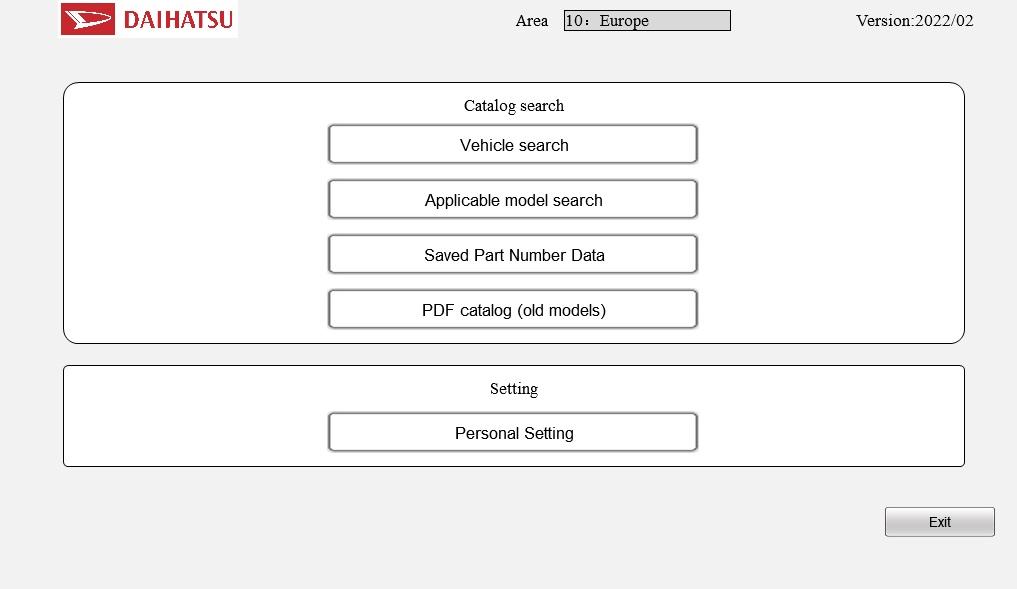 DAIHATSU Area 10： Europe Version:2022/02
Catalog search
Vehicle search
Applicable model search
Saved Part Number Data
PDF catalog (old models)
Setting
Personal Setting
Exit